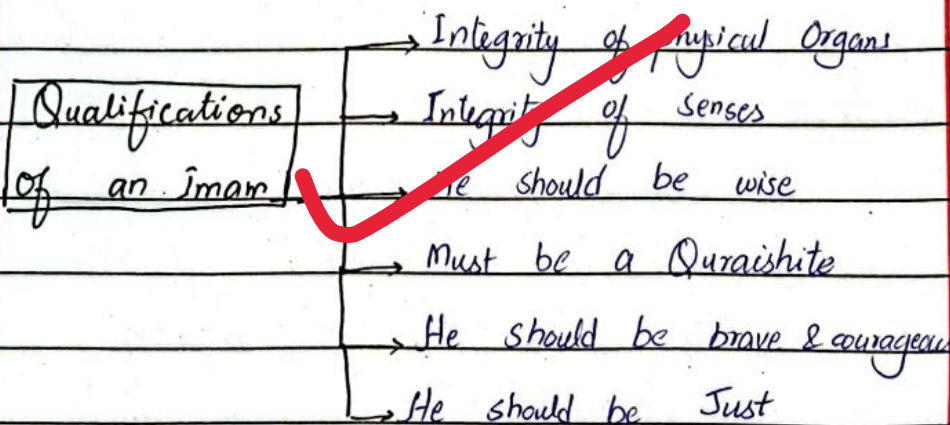 Integrity of physical Organs
Qualifications
Integrity of Senses
of an imam
He should be wise
Must be a Quraishite
He should be brave & courageous
He should be Just